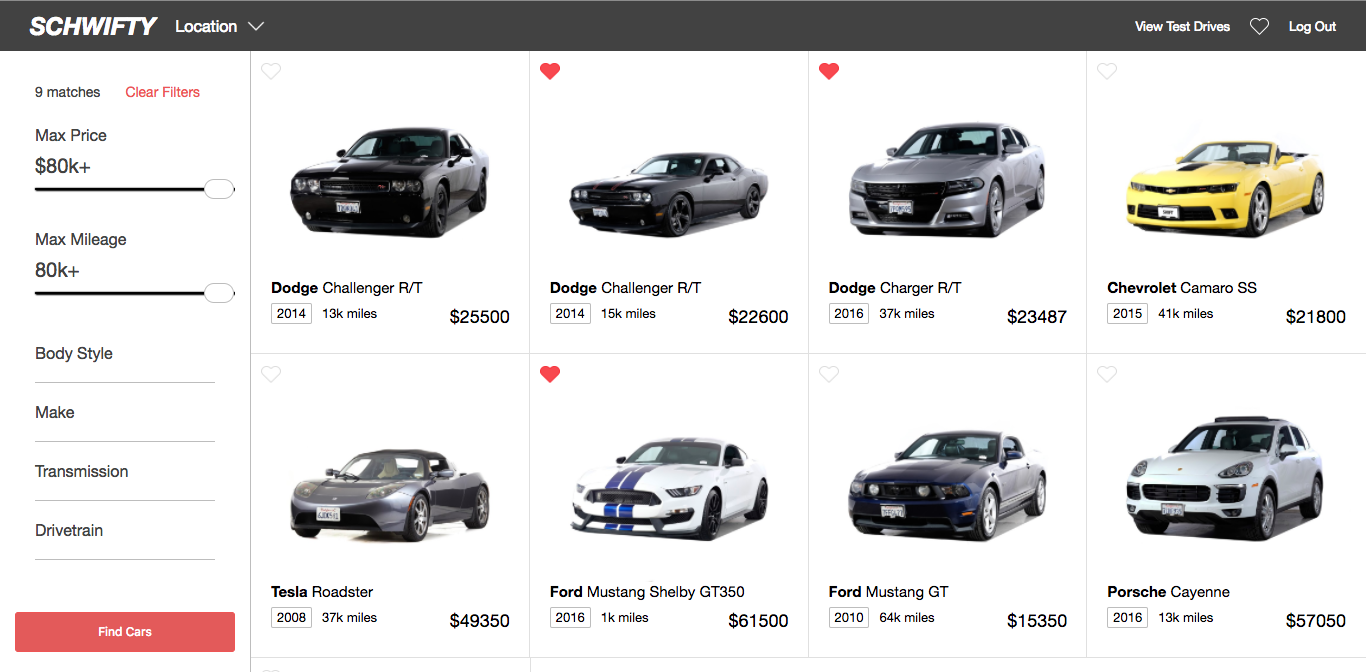 SCHWIFTY Location View Test Drives Log Out
9 matches Clear Filters
Max Price
$80k+
Max Mileage
80k+
Body Style
Make
Transmission
Drivetrain
Find Cars
Dodge Challenger R/T
2014 13k miles $25500
Dodge Challenger R/T
2014 15k miles $22600
Dodge Charger R/T
2016 37k miles $23487
Chevrolet Camaro SS
2015 41k miles $21800
Tesla Roadster
2008 37k miles $49350
Ford Mustang Shelby GT350
2016 1k miles $61500
Ford Mustang GT
2010 64k miles $15350
Porsche Cayenne
2016 13k miles $57050